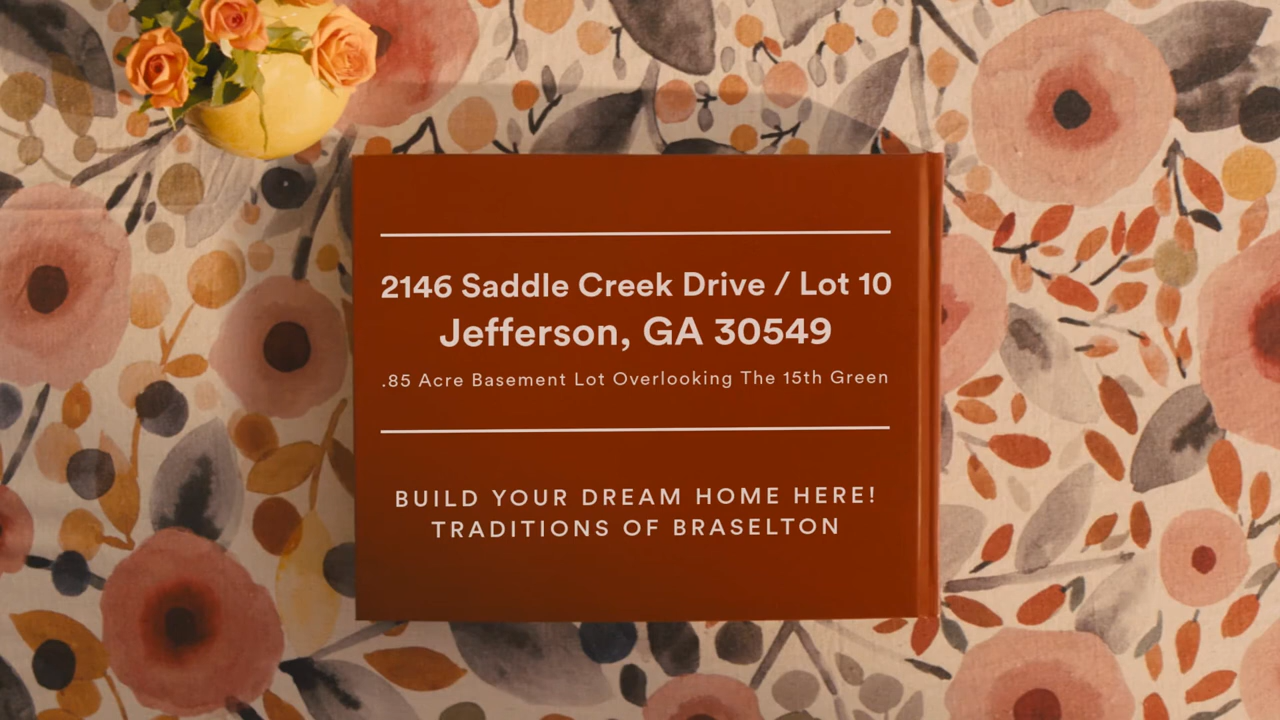 2146 Saddle Creek Drive / Lot 10
Jefferson, GA 30549
.85 Acre Basement Lot Overlooking The 15th Green
BUILD YOUR DREAM HOME HERE!
TRADITIONS OF BRASELTON